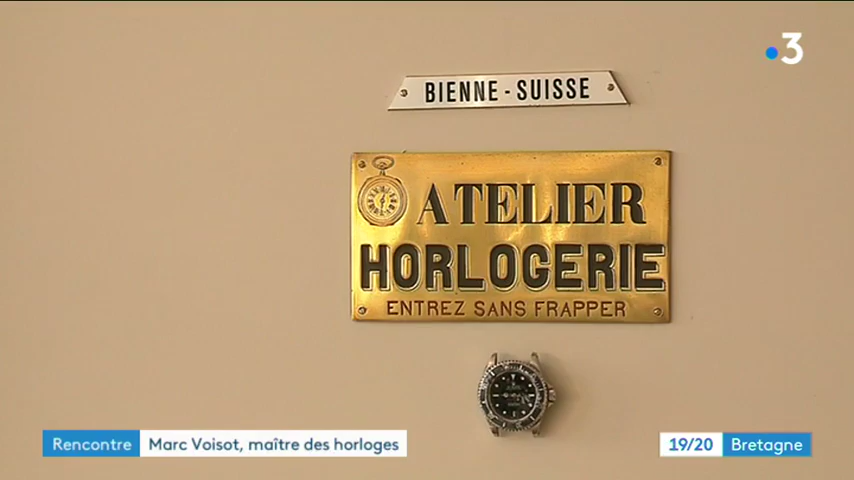 3
BIENNE - SUISSE
ATELIER
HORLOGERIE
ENTREZ SANS FRAPPER
Rencontre Marc Voisot, maître des horloges
19/20 Bretagne